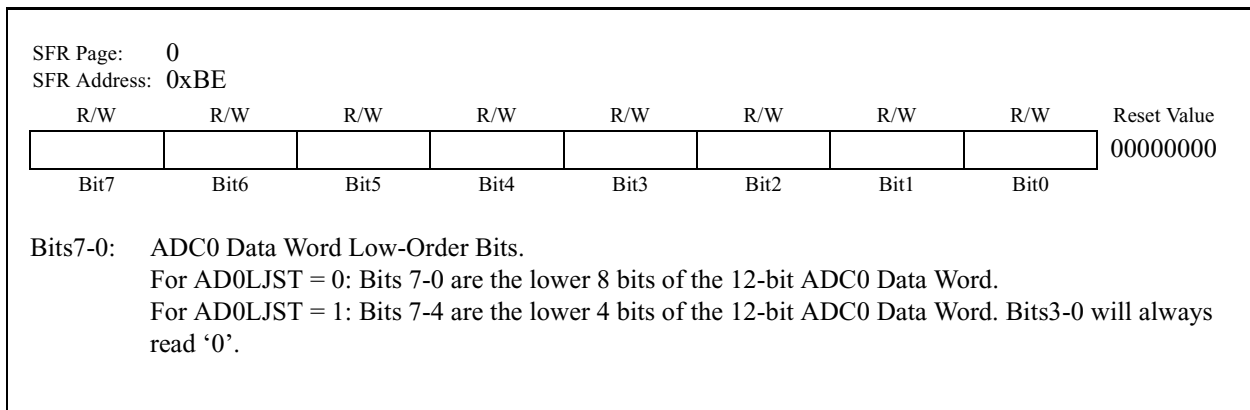 SFR Page: 0
SFR Address: 0xBE
R/W R/W R/W R/W R/W R/W R/W R/W Reset Value
00000000
Bit7 Bit6 Bit5 Bit4 Bit3 Bit2 Bit1 Bit0
Bits7-0: ADC0 Data Word Low-Order Bits.
For AD0LJST = 0: Bits 7-0 are the lower 8 bits of the 12-bit ADC0 Data Word.
For AD0LJST = 1: Bits 7-4 are the lower 4 bits of the 12-bit ADC0 Data Word. Bits3-0 will always
read ‘0’.